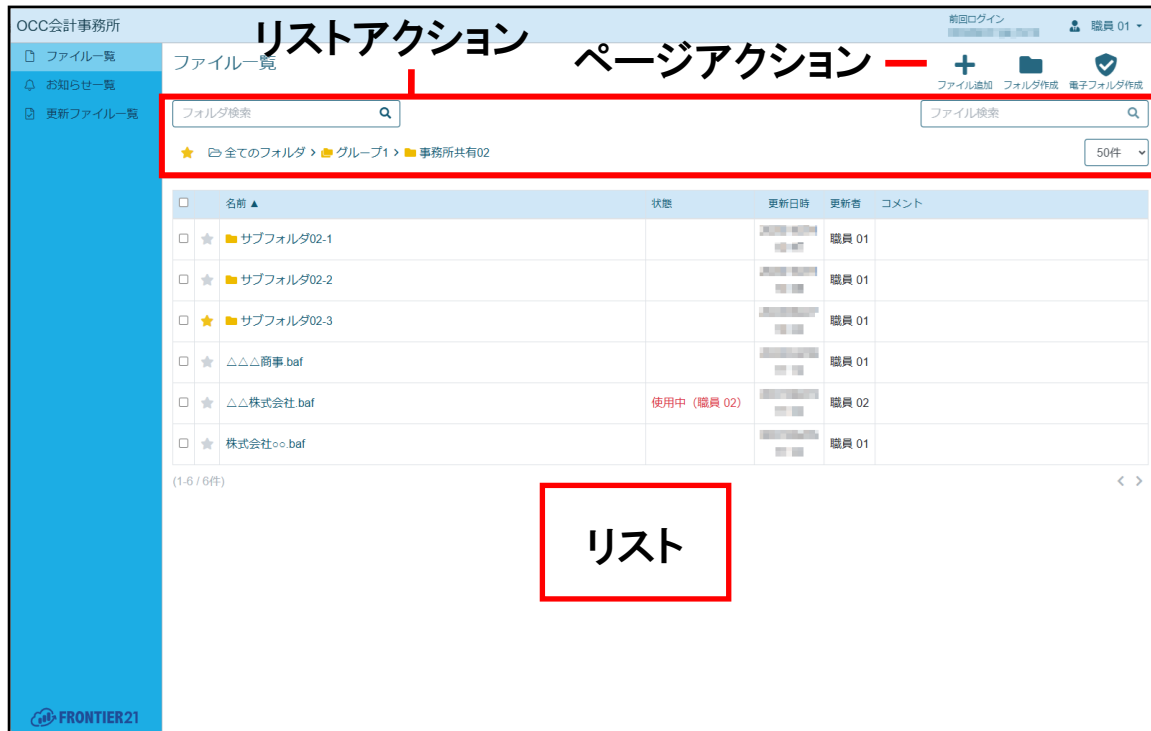 OCC会計事務所
前回ログイン
職員 01
ファイル一覧
お知らせ一覧
更新ファイル一覧
ファイル一覧
リストアクション
ページアクション
ファイル追加 フォルダ作成 電子フォルダ作成
フォルダ検索
ファイル検索
全てのフォルダ > グループ1 > 事務所共有02
50件
名前▲ 状態 更新日時 更新者 コメント
サブフォルダ02-1 職員 01
サブフォルダ02-2 職員 01
サブフォルダ02-3 職員 01
△△△商事.baf 職員 01
△△株式会社.baf 使用中（職員 02） 職員 02
株式会社○○.baf 職員 01
(1-6 / 6件)
< >
リスト
FRONTIER21